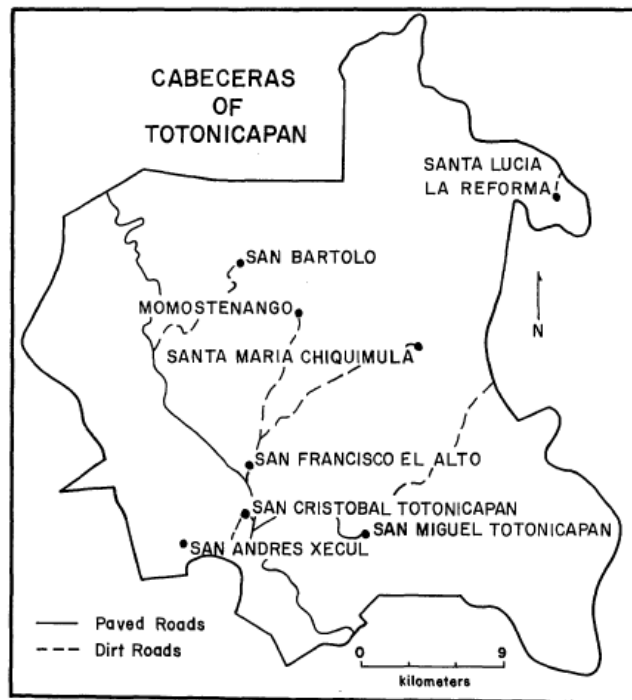 CABECERAS
OF
TOTONICAPAN
SANTA LUCIA
LA REFORMA
SAN BARTOLO
MOMOSTENANGO
N
SANTA MARIA CHIQUIMULA
SAN FRANCISCO EL ALTO
SAN CRISTOBAL TOTONICAPAN
SAN MIGUEL TOTONICAPAN
SAN ANDRES XECUL
Paved Roads
Dirt Roads
0 9
kilometers